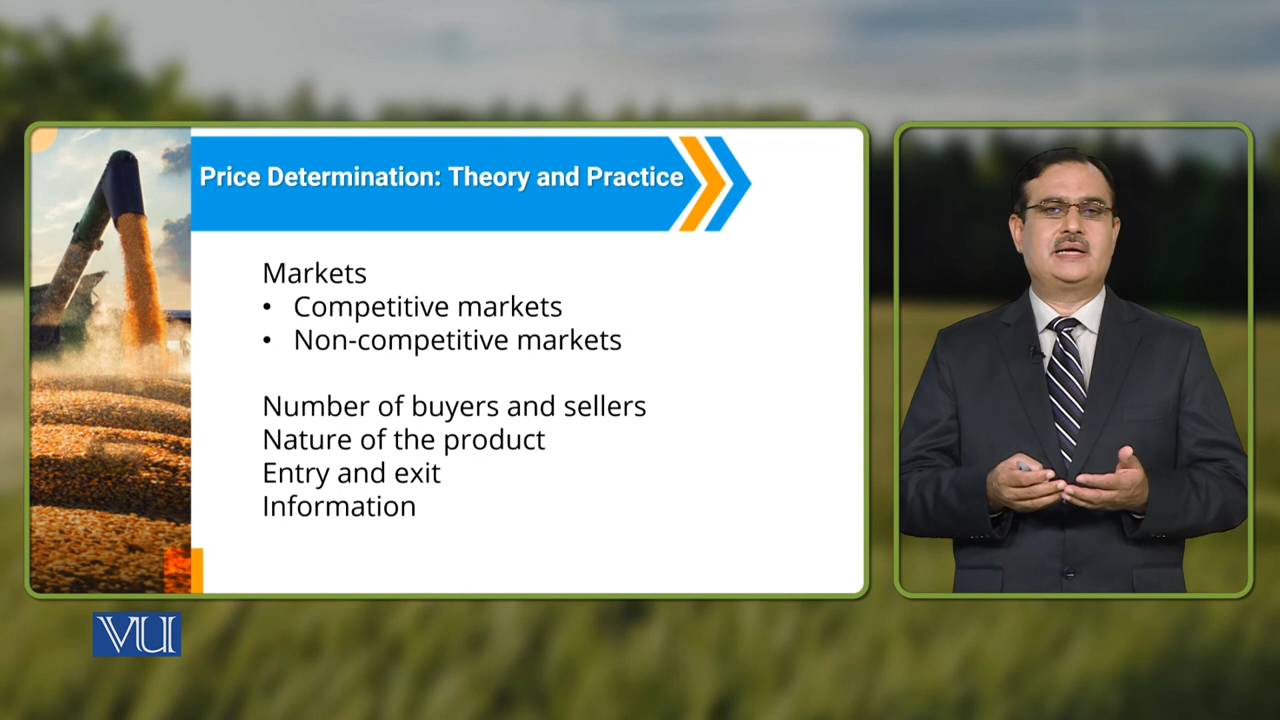 Price Determination: Theory and Practice
Markets
• Competitive markets
• Non-competitive markets
Number of buyers and sellers
Nature of the product
Entry and exit
Information
VU